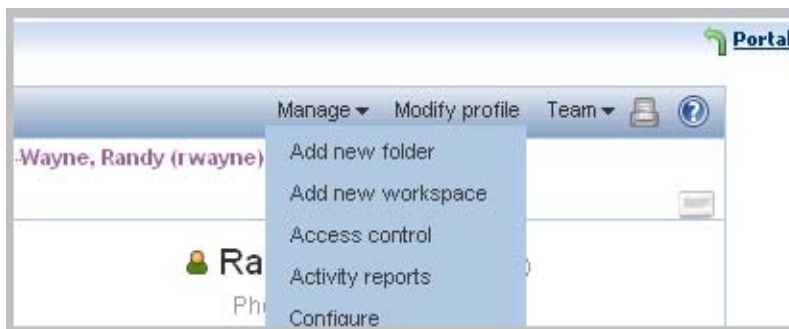 Portal
Manage Modify profile Team
-Wayne, Randy (rwayne)
Add new folder
Add new workspace
Access control
Ra
Activity reports
Ph
Configure